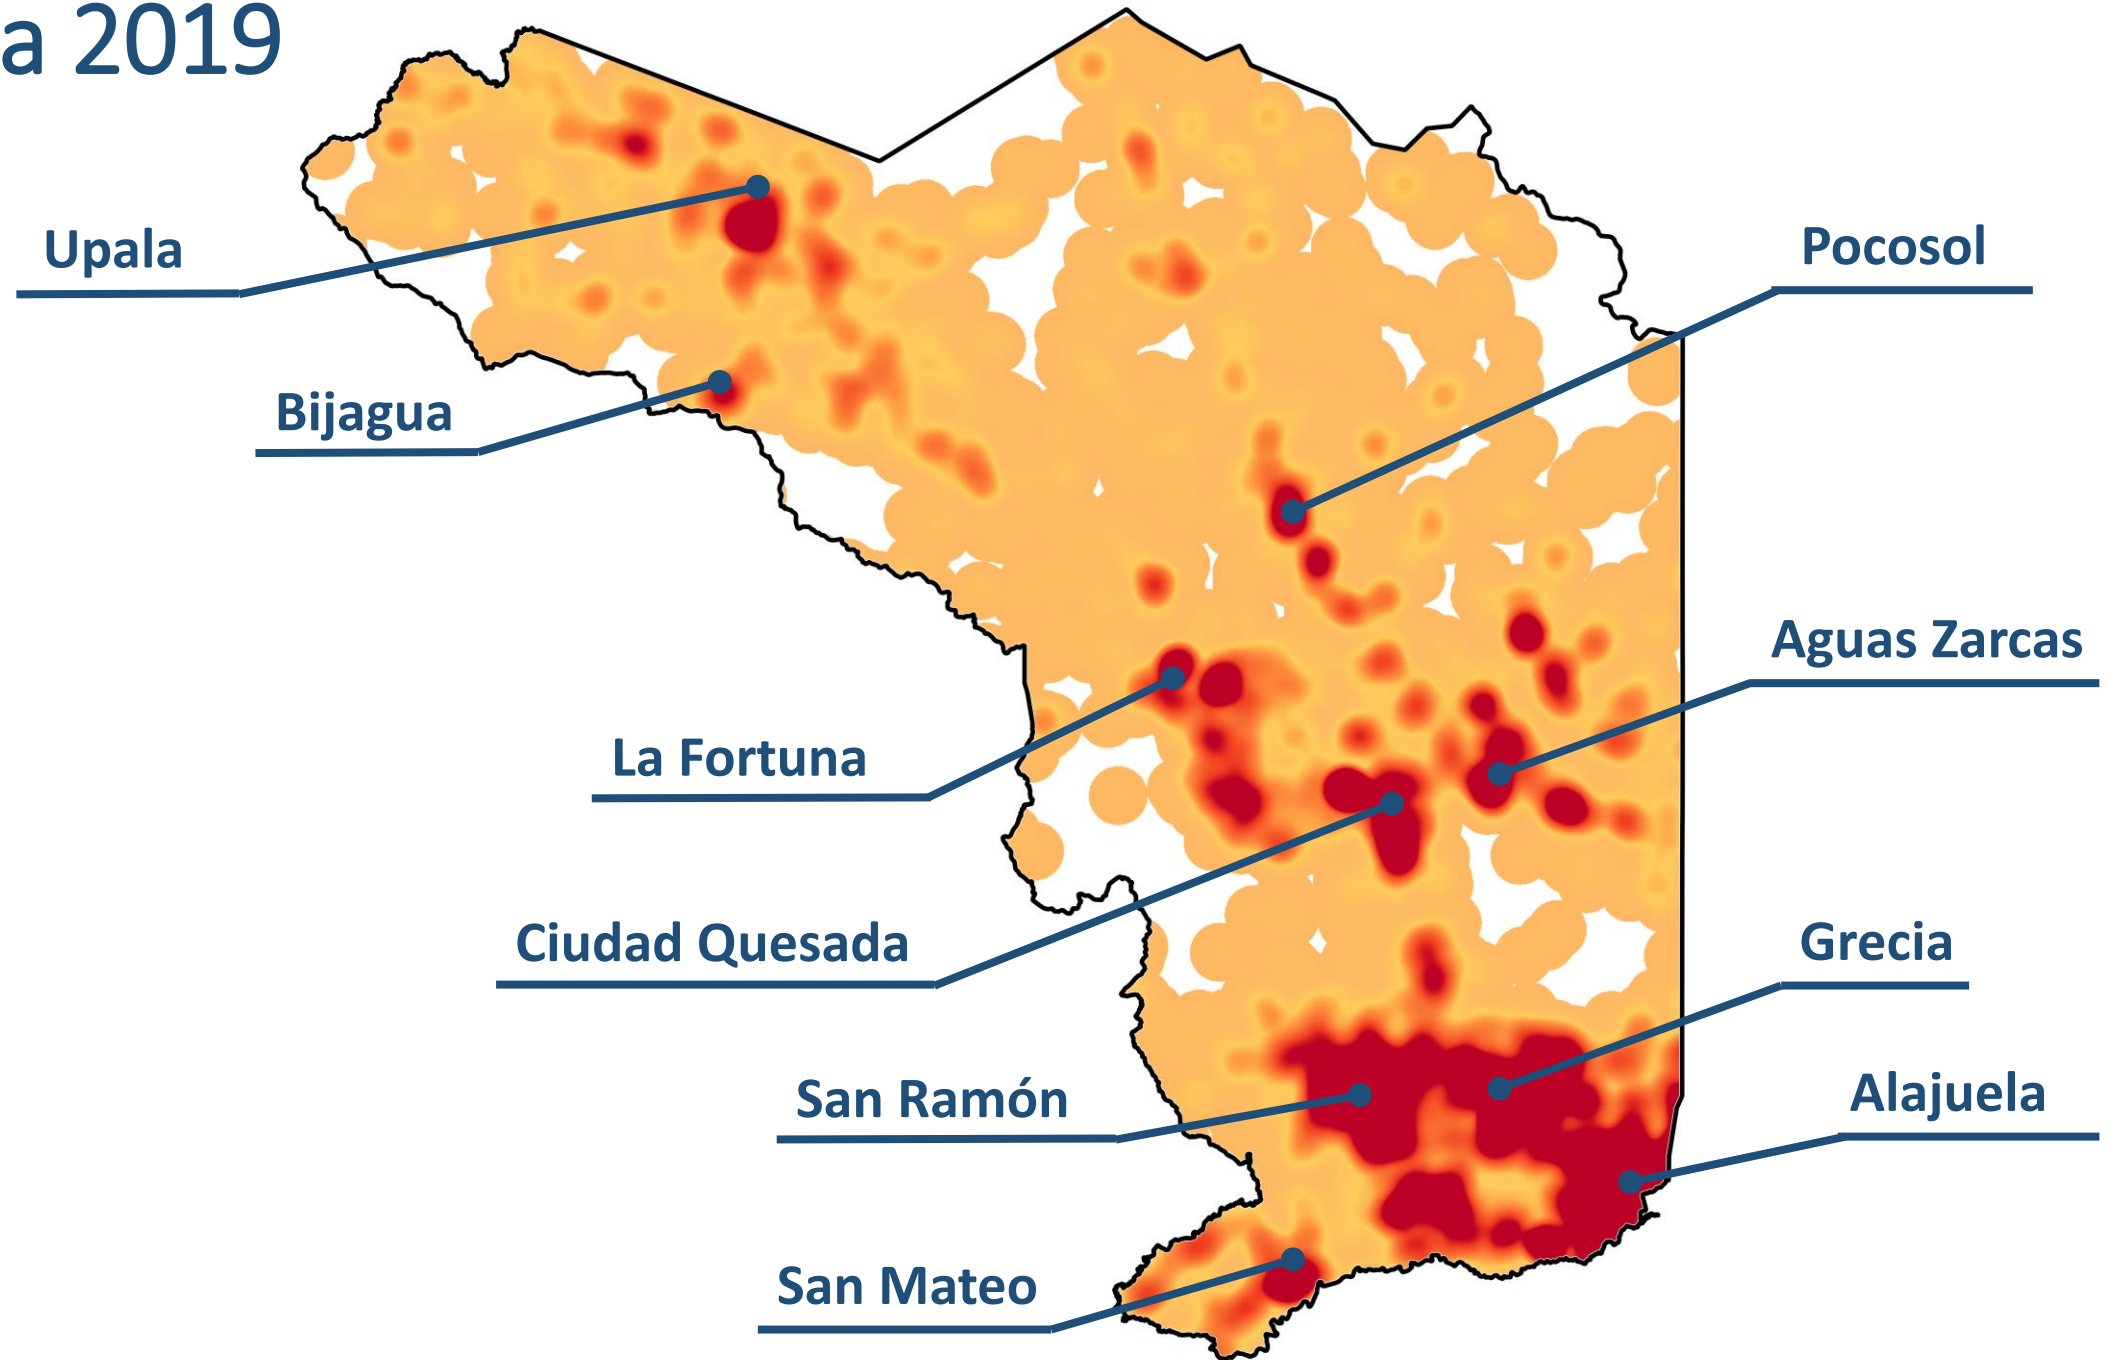 a 2019
Upala
Pocosol
Bijagua
Aguas Zarcas
La Fortuna
Ciudad Quesada
Grecia
San Ramón
Alajuela
San Mateo